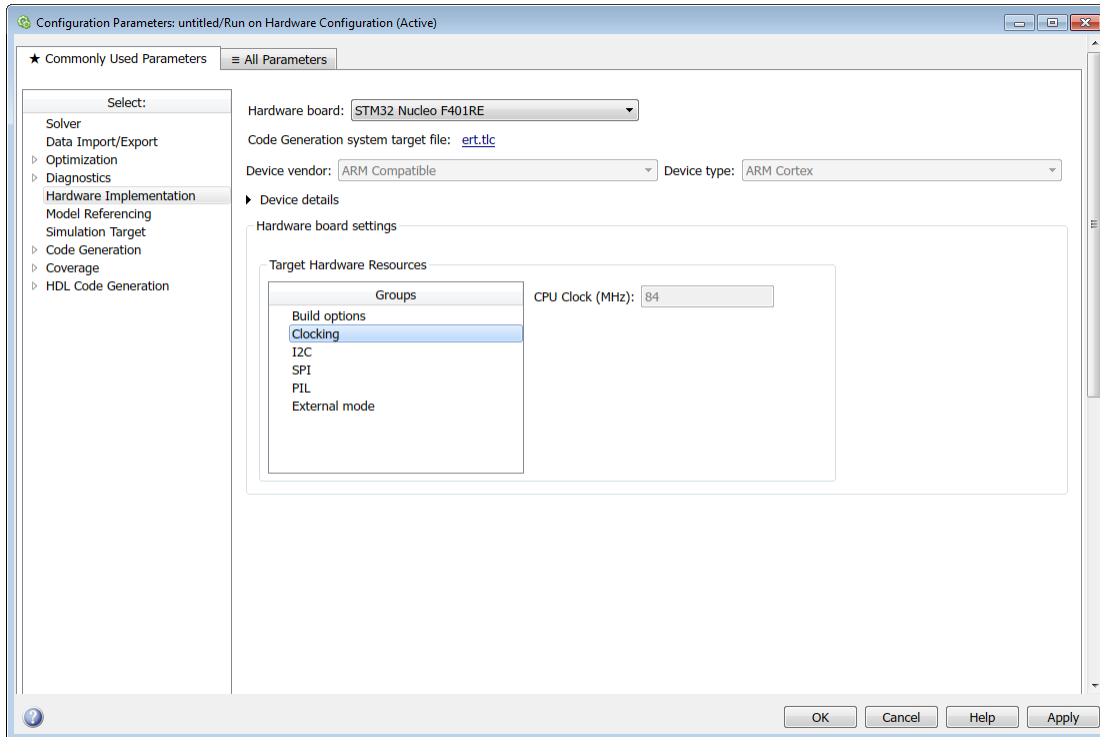 Configuration Parameters: untitled/Run on Hardware Configuration (Active)
★ Commonly Used Parameters
≡ All Parameters
Select:
Solver
Data Import/Export
Optimization
Diagnostics
Hardware Implementation
Model Referencing
Simulation Target
Code Generation
Coverage
HDL Code Generation
Hardware board: STM32 Nucleo F401RE
Code Generation system target file: ert.tlc
Device vendor: ARM Compatible Device type: ARM Cortex
Device details
Hardware board settings
Target Hardware Resources
Groups
Build options
Clocking
I2C
SPI
PIL
External mode
CPU Clock (MHz): 84
OK Cancel Help Apply